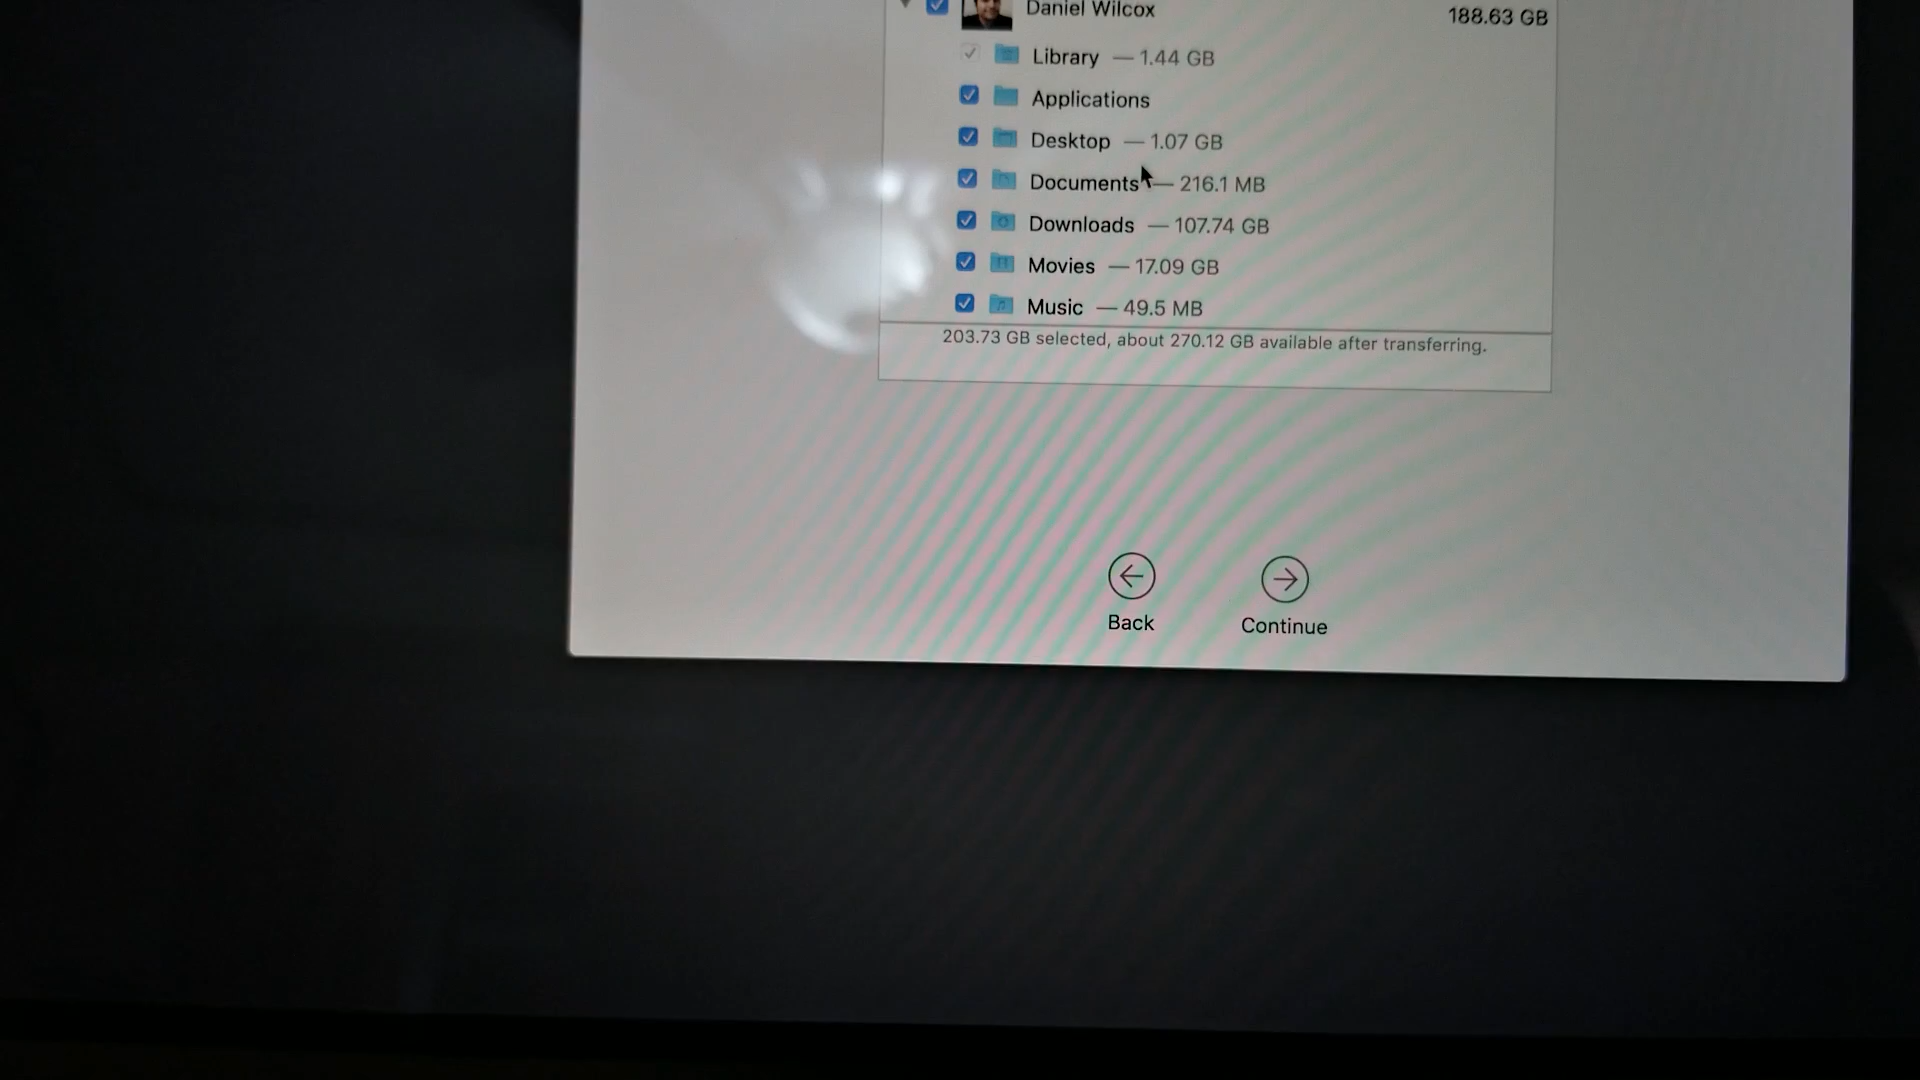 Daniel Wilcox 188.63 GB
Library — 1.44 GB
Applications
Desktop — 1.07 GB
Documents — 216.1 MB
Downloads — 107.74 GB
Movies — 17.09 GB
Music — 49.5 MB
203.73 GB selected, about 270.12 GB available after transferring.
Back Continue